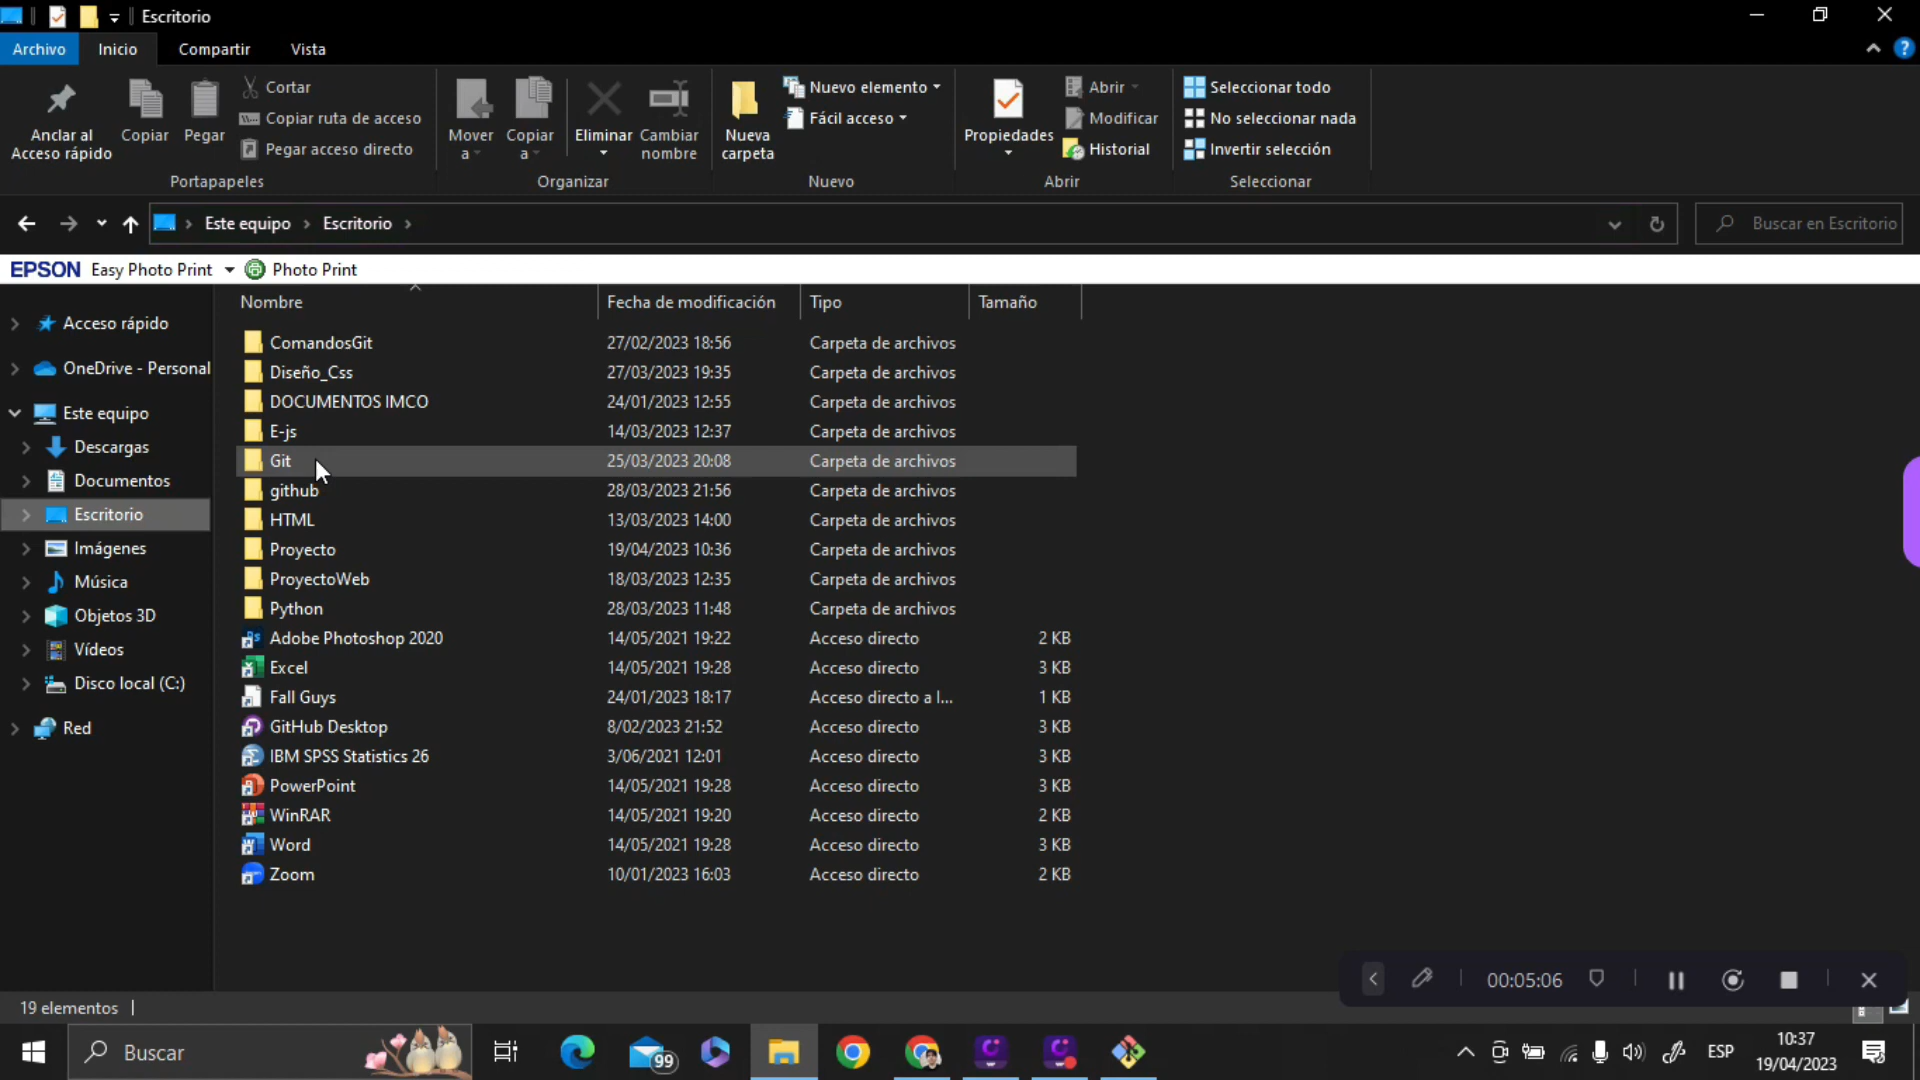 Escritorio
Archivo Inicio Compartir Vista
Anclar al Acceso rápido
Copiar
Pegar
Cortar
Copiar ruta de acceso
Pegar acceso directo
Portapapeles
Mover a
Copiar a
Eliminar
Cambiar nombre
Organizar
Nueva carpeta
Nuevo elemento
Fácil acceso
Nuevo
Propiedades
Abrir
Modificar
Historial
Abrir
Seleccionar todo
No seleccionar nada
Invertir selección
Seleccionar
Este equipo Escritorio
Buscar en Escritorio
EPSON Easy Photo Print Photo Print
Acceso rápido
OneDrive - Personal
Este equipo
Descargas
Documentos
Escritorio
Imágenes
Música
Objetos 3D
Vídeos
Disco local (C:)
Red
Nombre Fecha de modificación Tipo Tamaño
ComandosGit 27/02/2023 18:56 Carpeta de archivos
Diseño_Css 27/03/2023 19:35 Carpeta de archivos
DOCUMENTOS IMCO 24/01/2023 12:55 Carpeta de archivos
E-js 14/03/2023 12:37 Carpeta de archivos
Git 25/03/2023 20:08 Carpeta de archivos
github 28/03/2023 21:56 Carpeta de archivos
HTML 13/03/2023 14:00 Carpeta de archivos
Proyecto 19/04/2023 10:36 Carpeta de archivos
ProyectoWeb 18/03/2023 12:35 Carpeta de archivos
Python 28/03/2023 11:48 Carpeta de archivos
Adobe Photoshop 2020 14/05/2021 19:22 Acceso directo 2 KB
Excel 14/05/2021 19:28 Acceso directo 3 KB
Fall Guys 24/01/2023 18:17 Acceso directo a l... 1 KB
GitHub Desktop 8/02/2023 21:52 Acceso directo 3 KB
IBM SPSS Statistics 26 3/06/2021 12:01 Acceso directo 3 KB
PowerPoint 14/05/2021 19:28 Acceso directo 3 KB
WinRAR 14/05/2021 19:20 Acceso directo 2 KB
Word 14/05/2021 19:28 Acceso directo 3 KB
Zoom 10/01/2023 16:03 Acceso directo 2 KB
00:05:06
19 elementos
Buscar
99
ESP
10:37
19/04/2023